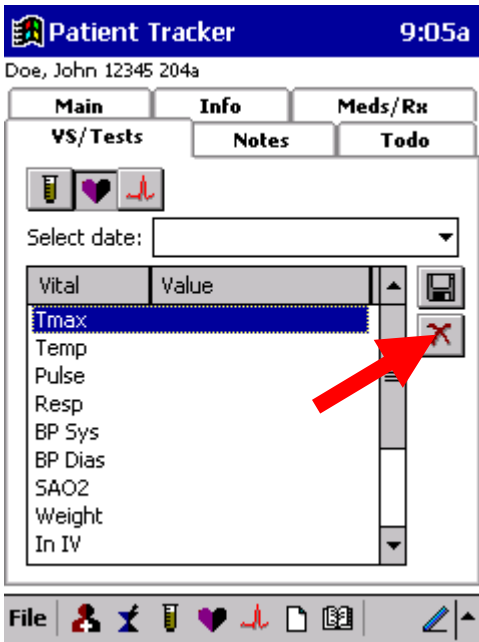 Patient Tracker 9:05a
Doe, John 12345 204a
Main Info Meds/Rx
VS/Tests Notes Todo
Select date:
Vital Value
Tmax
Temp
Pulse
Resp
BP Sys
BP Dias
SAO2
Weight
In IV
File